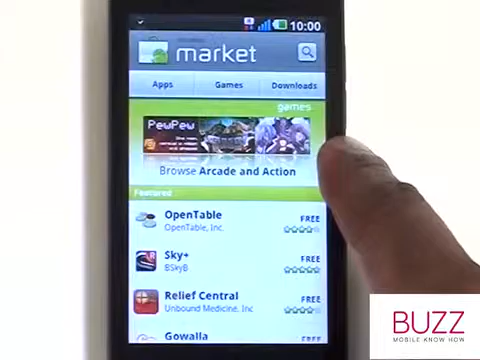 10:00
market
Apps Games Downloads
games
PewPew
Browse Arcade and Action
Featured
OpenTable FREE
OpenTable, Inc.
Sky+ FREE
BSkyB
Relief Central FREE
Unbound Medicine, Inc
Gowalla FREE
BUZZ
MOBILE KNOW HOW